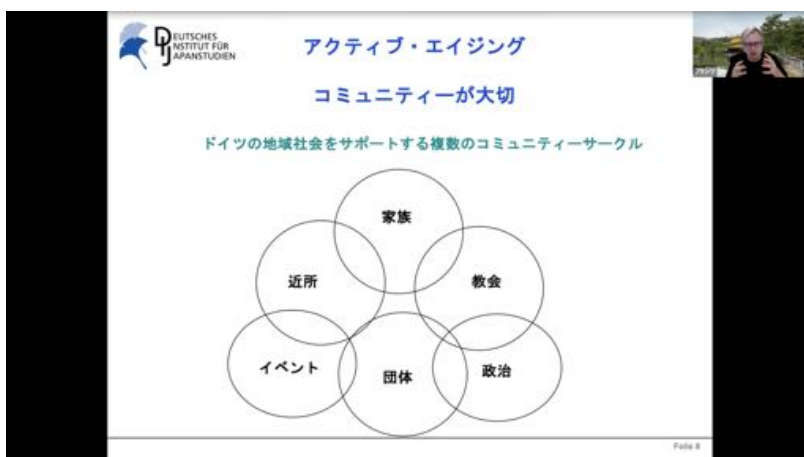 DEUTSCHES
INSTITUT FÜR
JAPANSTUDIEN
アクティブ・エイジング
コミュニティーが大切
ドイツの地域社会をサポートする複数のコミュニティーサークル
家族
近所
教会
イベント
団体
政治
Folie 8